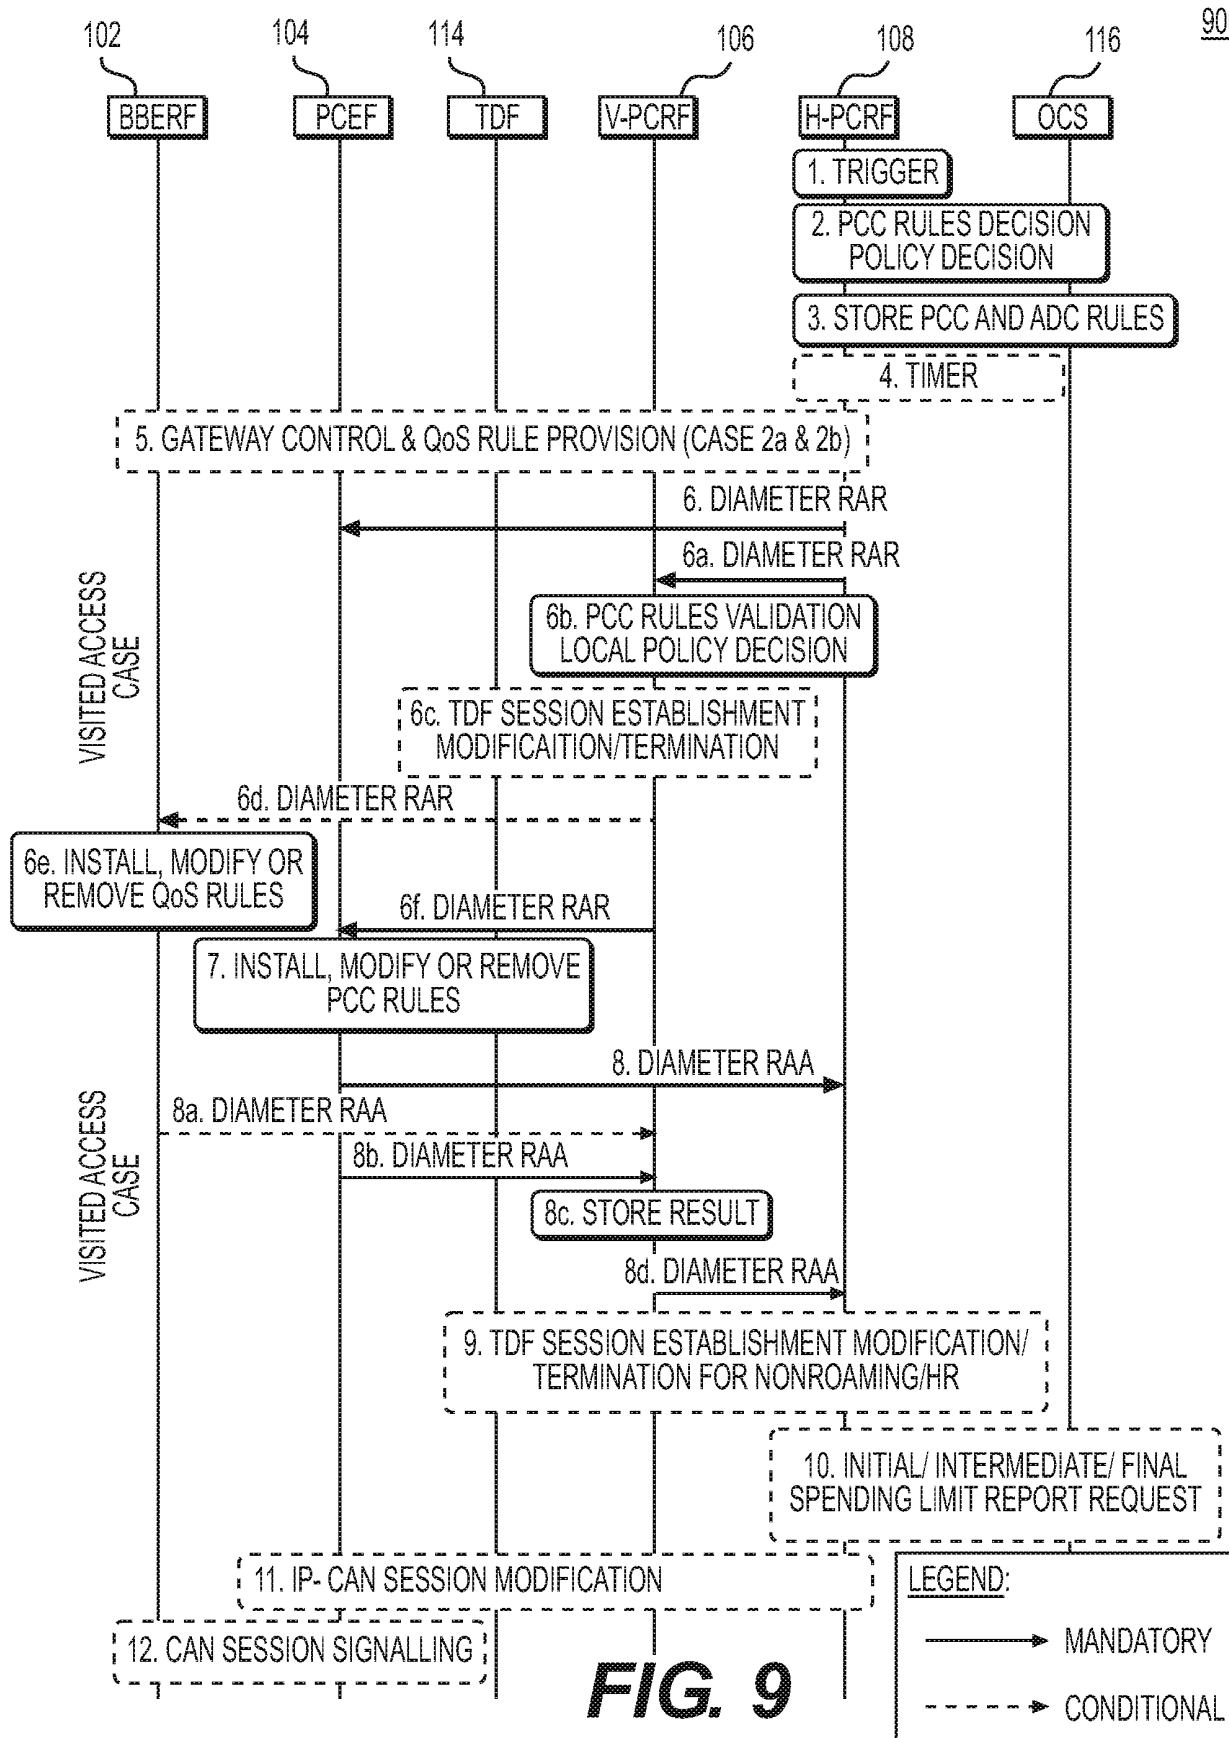 90
102
104
114
106
108
116
BBERF
PCEF
TDF
V-PCRF
H-PCRF
OCS
1. TRIGGER
2. PCC RULES DECISION
POLICY DECISION
3. STORE PCC AND ADC RULES
4. TIMER
5. GATEWAY CONTROL & QoS RULE PROVISION (CASE 2a & 2b)
6. DIAMETER RAR
6a. DIAMETER RAR
VISITED ACCESS
CASE
6b. PCC RULES VALIDATION
LOCAL POLICY DECISION
6c. TDF SESSION ESTABLISHMENT
MODIFICAITION/TERMINATION
6d. DIAMETER RAR
6e. INSTALL, MODIFY OR
REMOVE QoS RULES
6f. DIAMETER RAR
7. INSTALL, MODIFY OR REMOVE
PCC RULES
8. DIAMETER RAA
VISITED ACCESS
CASE
8a. DIAMETER RAA
8b. DIAMETER RAA
8c. STORE RESULT
8d. DIAMETER RAA
9. TDF SESSION ESTABLISHMENT MODIFICATION/
TERMINATION FOR NONROAMING/HR
10. INITIAL/ INTERMEDIATE/ FINAL
SPENDING LIMIT REPORT REQUEST
11. IP- CAN SESSION MODIFICATION
12. CAN SESSION SIGNALLING
LEGEND:
MANDATORY
CONDITIONAL
FIG. 9